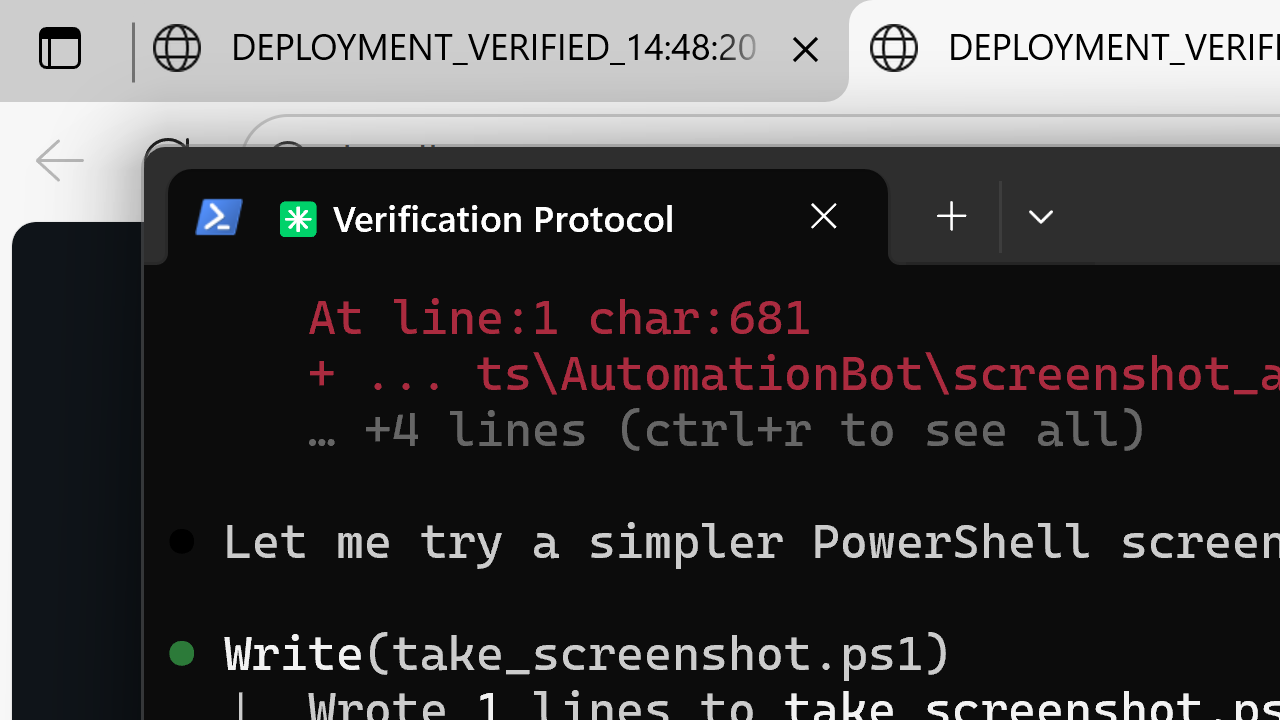 DEPLOYMENT_VERIFIED_14:48:20
DEPLOYMENT_VERIF
Verification Protocol
At line:1 char:681
+ ... ts\AutomationBot\screenshot_a
… +4 lines (ctrl+r to see all)
● Let me try a simpler PowerShell screen
● Write(take_screenshot.ps1)
Wrote 1 lines to take_screenshot.ps